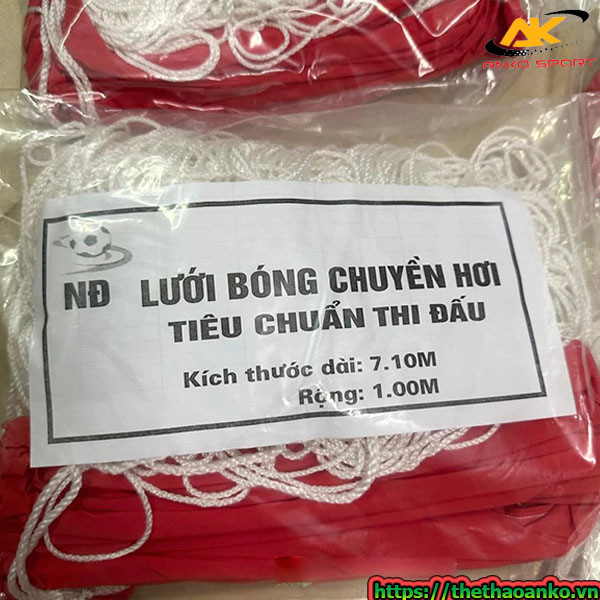 AK
ANKO SPORT
NĐ LƯỚI BÓNG CHUYỀN HƠI
TIÊU CHUẨN THI ĐẤU
Kích thước dài: 7.10M
Rộng: 1.00M
https://thethaoanko.vn